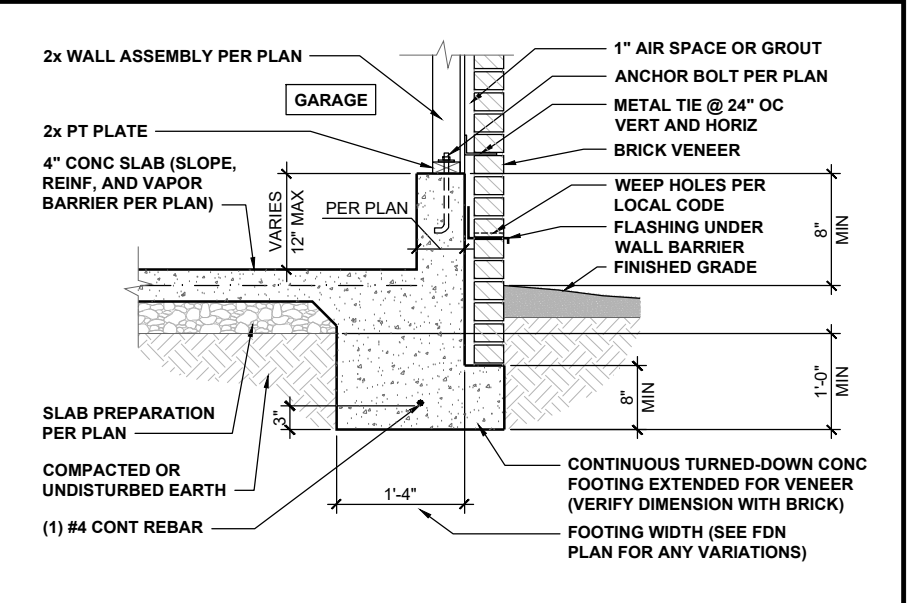 2x WALL ASSEMBLY PER PLAN
GARAGE
2x PT PLATE
4" CONC SLAB (SLOPE,
REINF, AND VAPOR
BARRIER PER PLAN)
VARIES
12" MAX
PER PLAN
1" AIR SPACE OR GROUT
ANCHOR BOLT PER PLAN
METAL TIE @ 24" OC
VERT AND HORIZ
BRICK VENEER
WEEP HOLES PER
LOCAL CODE
FLASHING UNDER
WALL BARRIER
FINISHED GRADE
8"
MIN
1'-0"
MIN
8"
MIN
3"
SLAB PREPARATION
PER PLAN
COMPACTED OR
UNDISTURBED EARTH
(1) #4 CONT REBAR
1'-4"
CONTINUOUS TURNED-DOWN CONC
FOOTING EXTENDED FOR VENEER
(VERIFY DIMENSION WITH BRICK)
FOOTING WIDTH (SEE FDN
PLAN FOR ANY VARIATIONS)